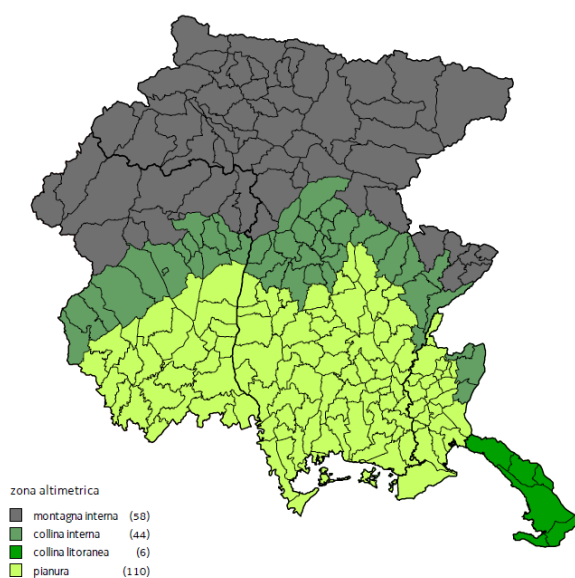 zona altimetrica
montagna interna (58)
collina interna (44)
collina litoranea (6)
pianura (110)